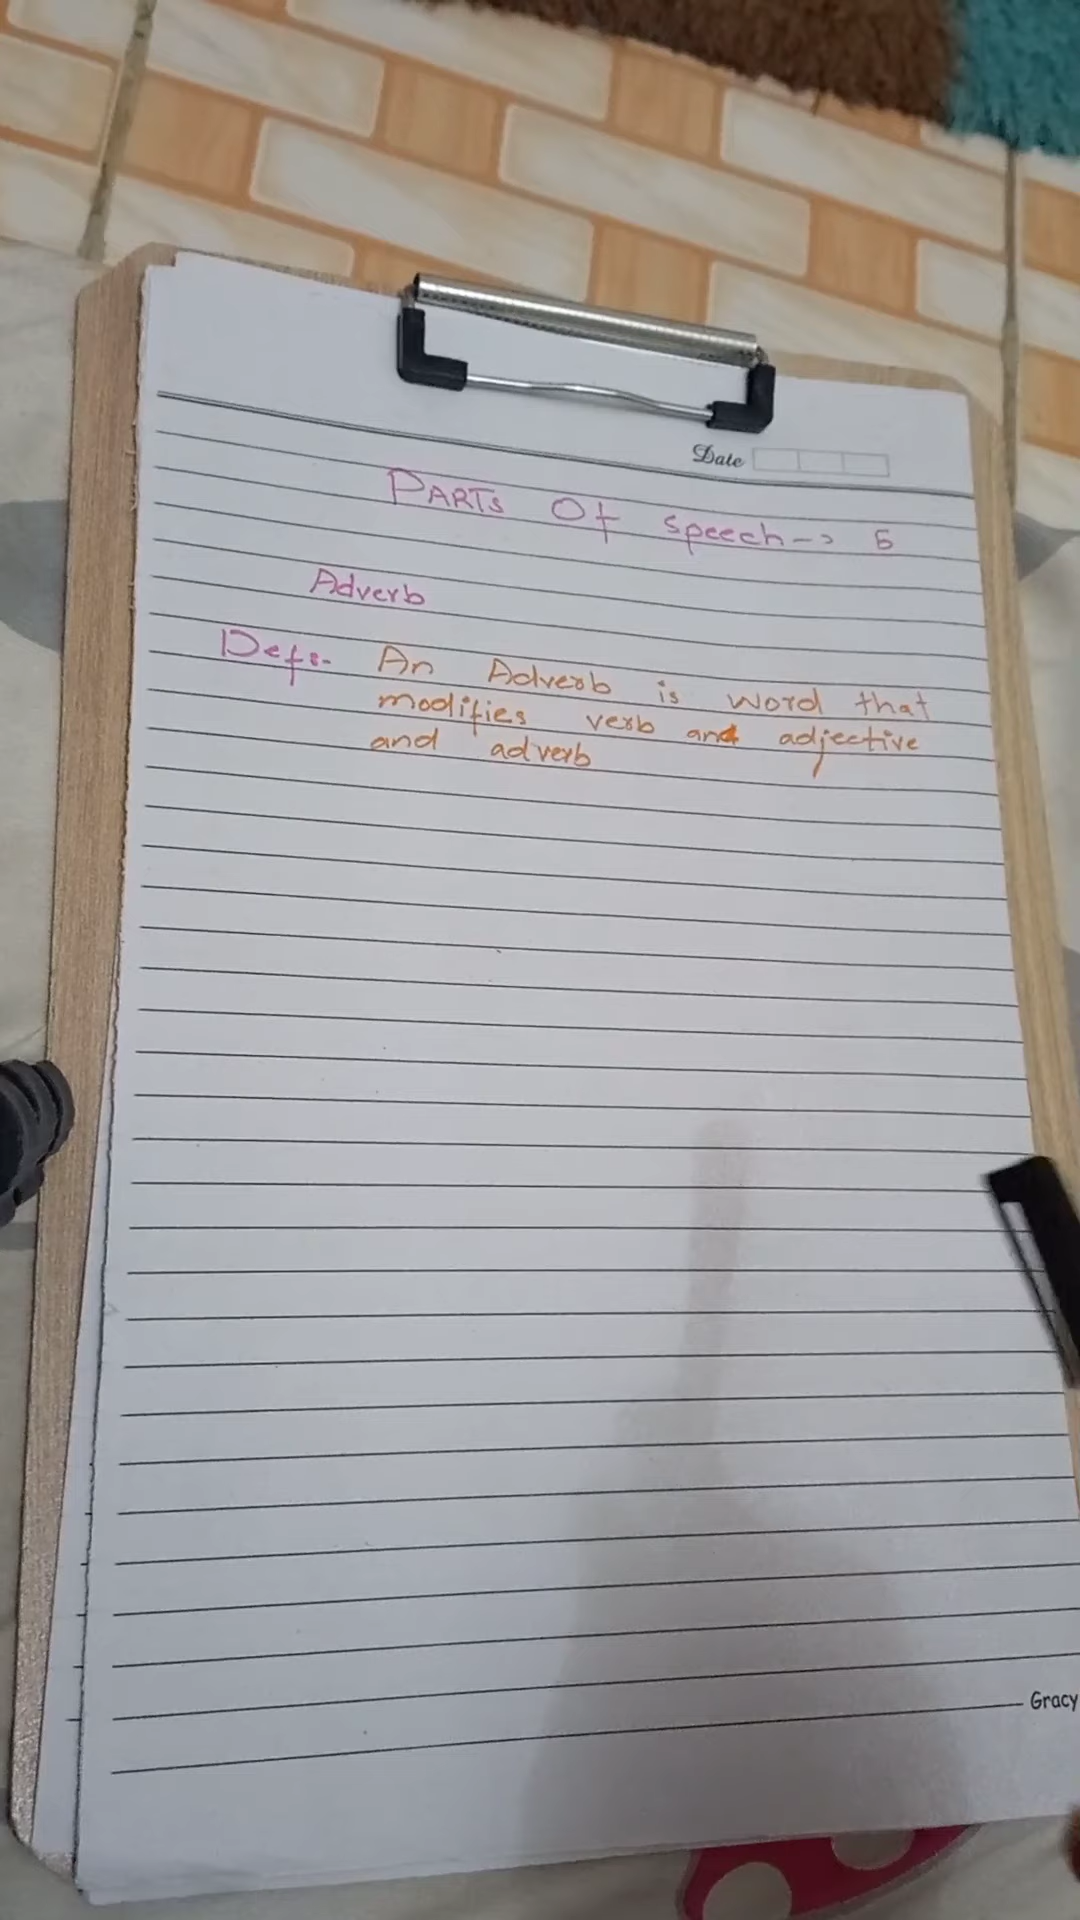 Date
PARTS Of speech--> 5
Adverb
Def:- An Adverb is word that
modifies verb and adjective
and adverb
Gracy